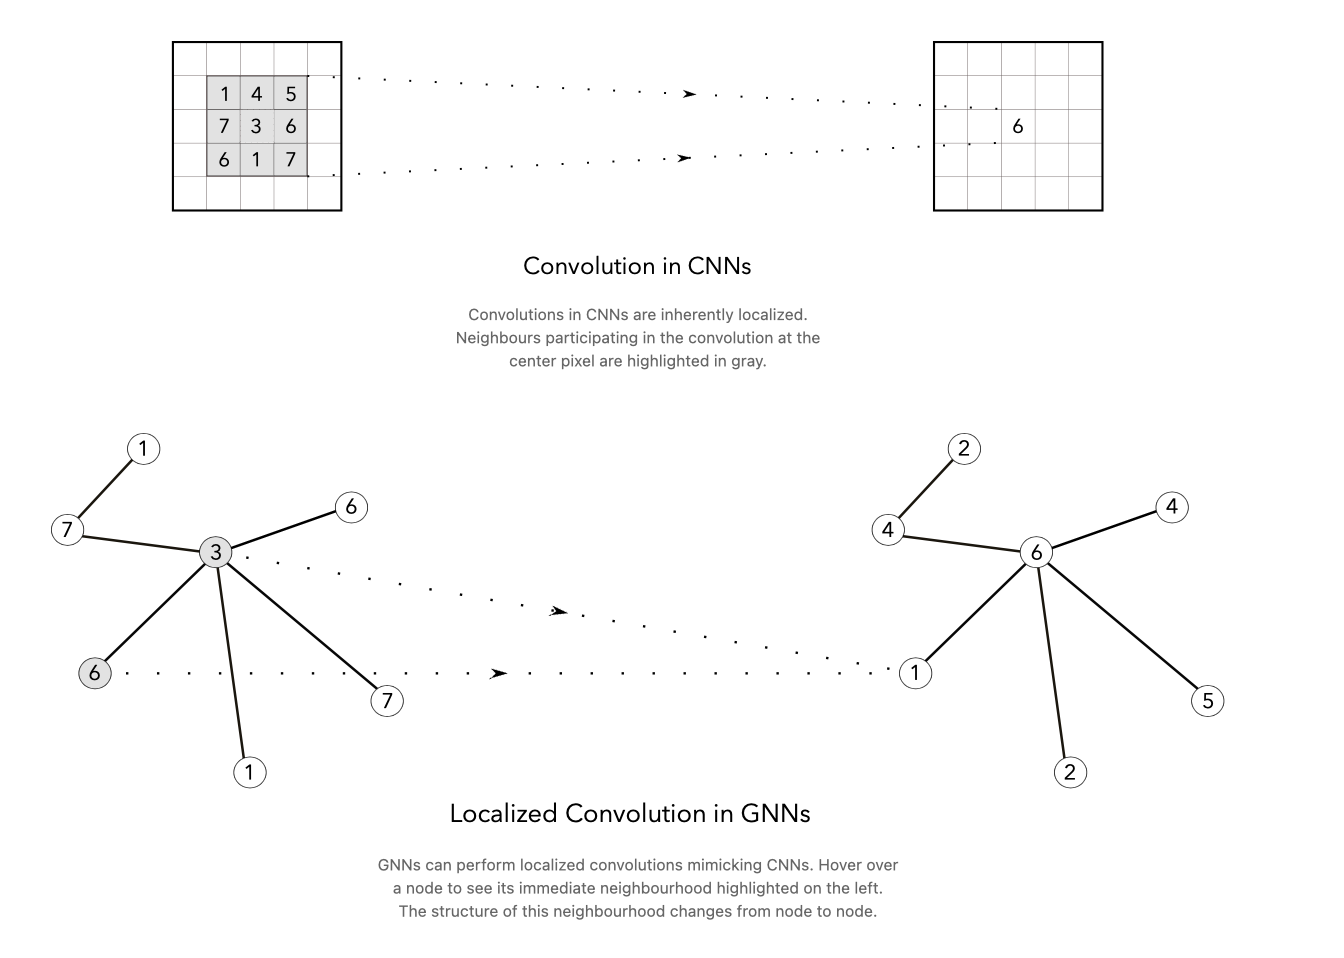 1 4 5
7 3 6
6 1 7
6
Convolution in CNNs
Convolutions in CNNs are inherently localized.
Neighbours participating in the convolution at the
center pixel are highlighted in gray.
1
6
7
3
6
7
1
2
4
4
6
1
5
2
Localized Convolution in GNNs
GNNs can perform localized convolutions mimicking CNNs. Hover over
a node to see its immediate neighbourhood highlighted on the left.
The structure of this neighbourhood changes from node to node.